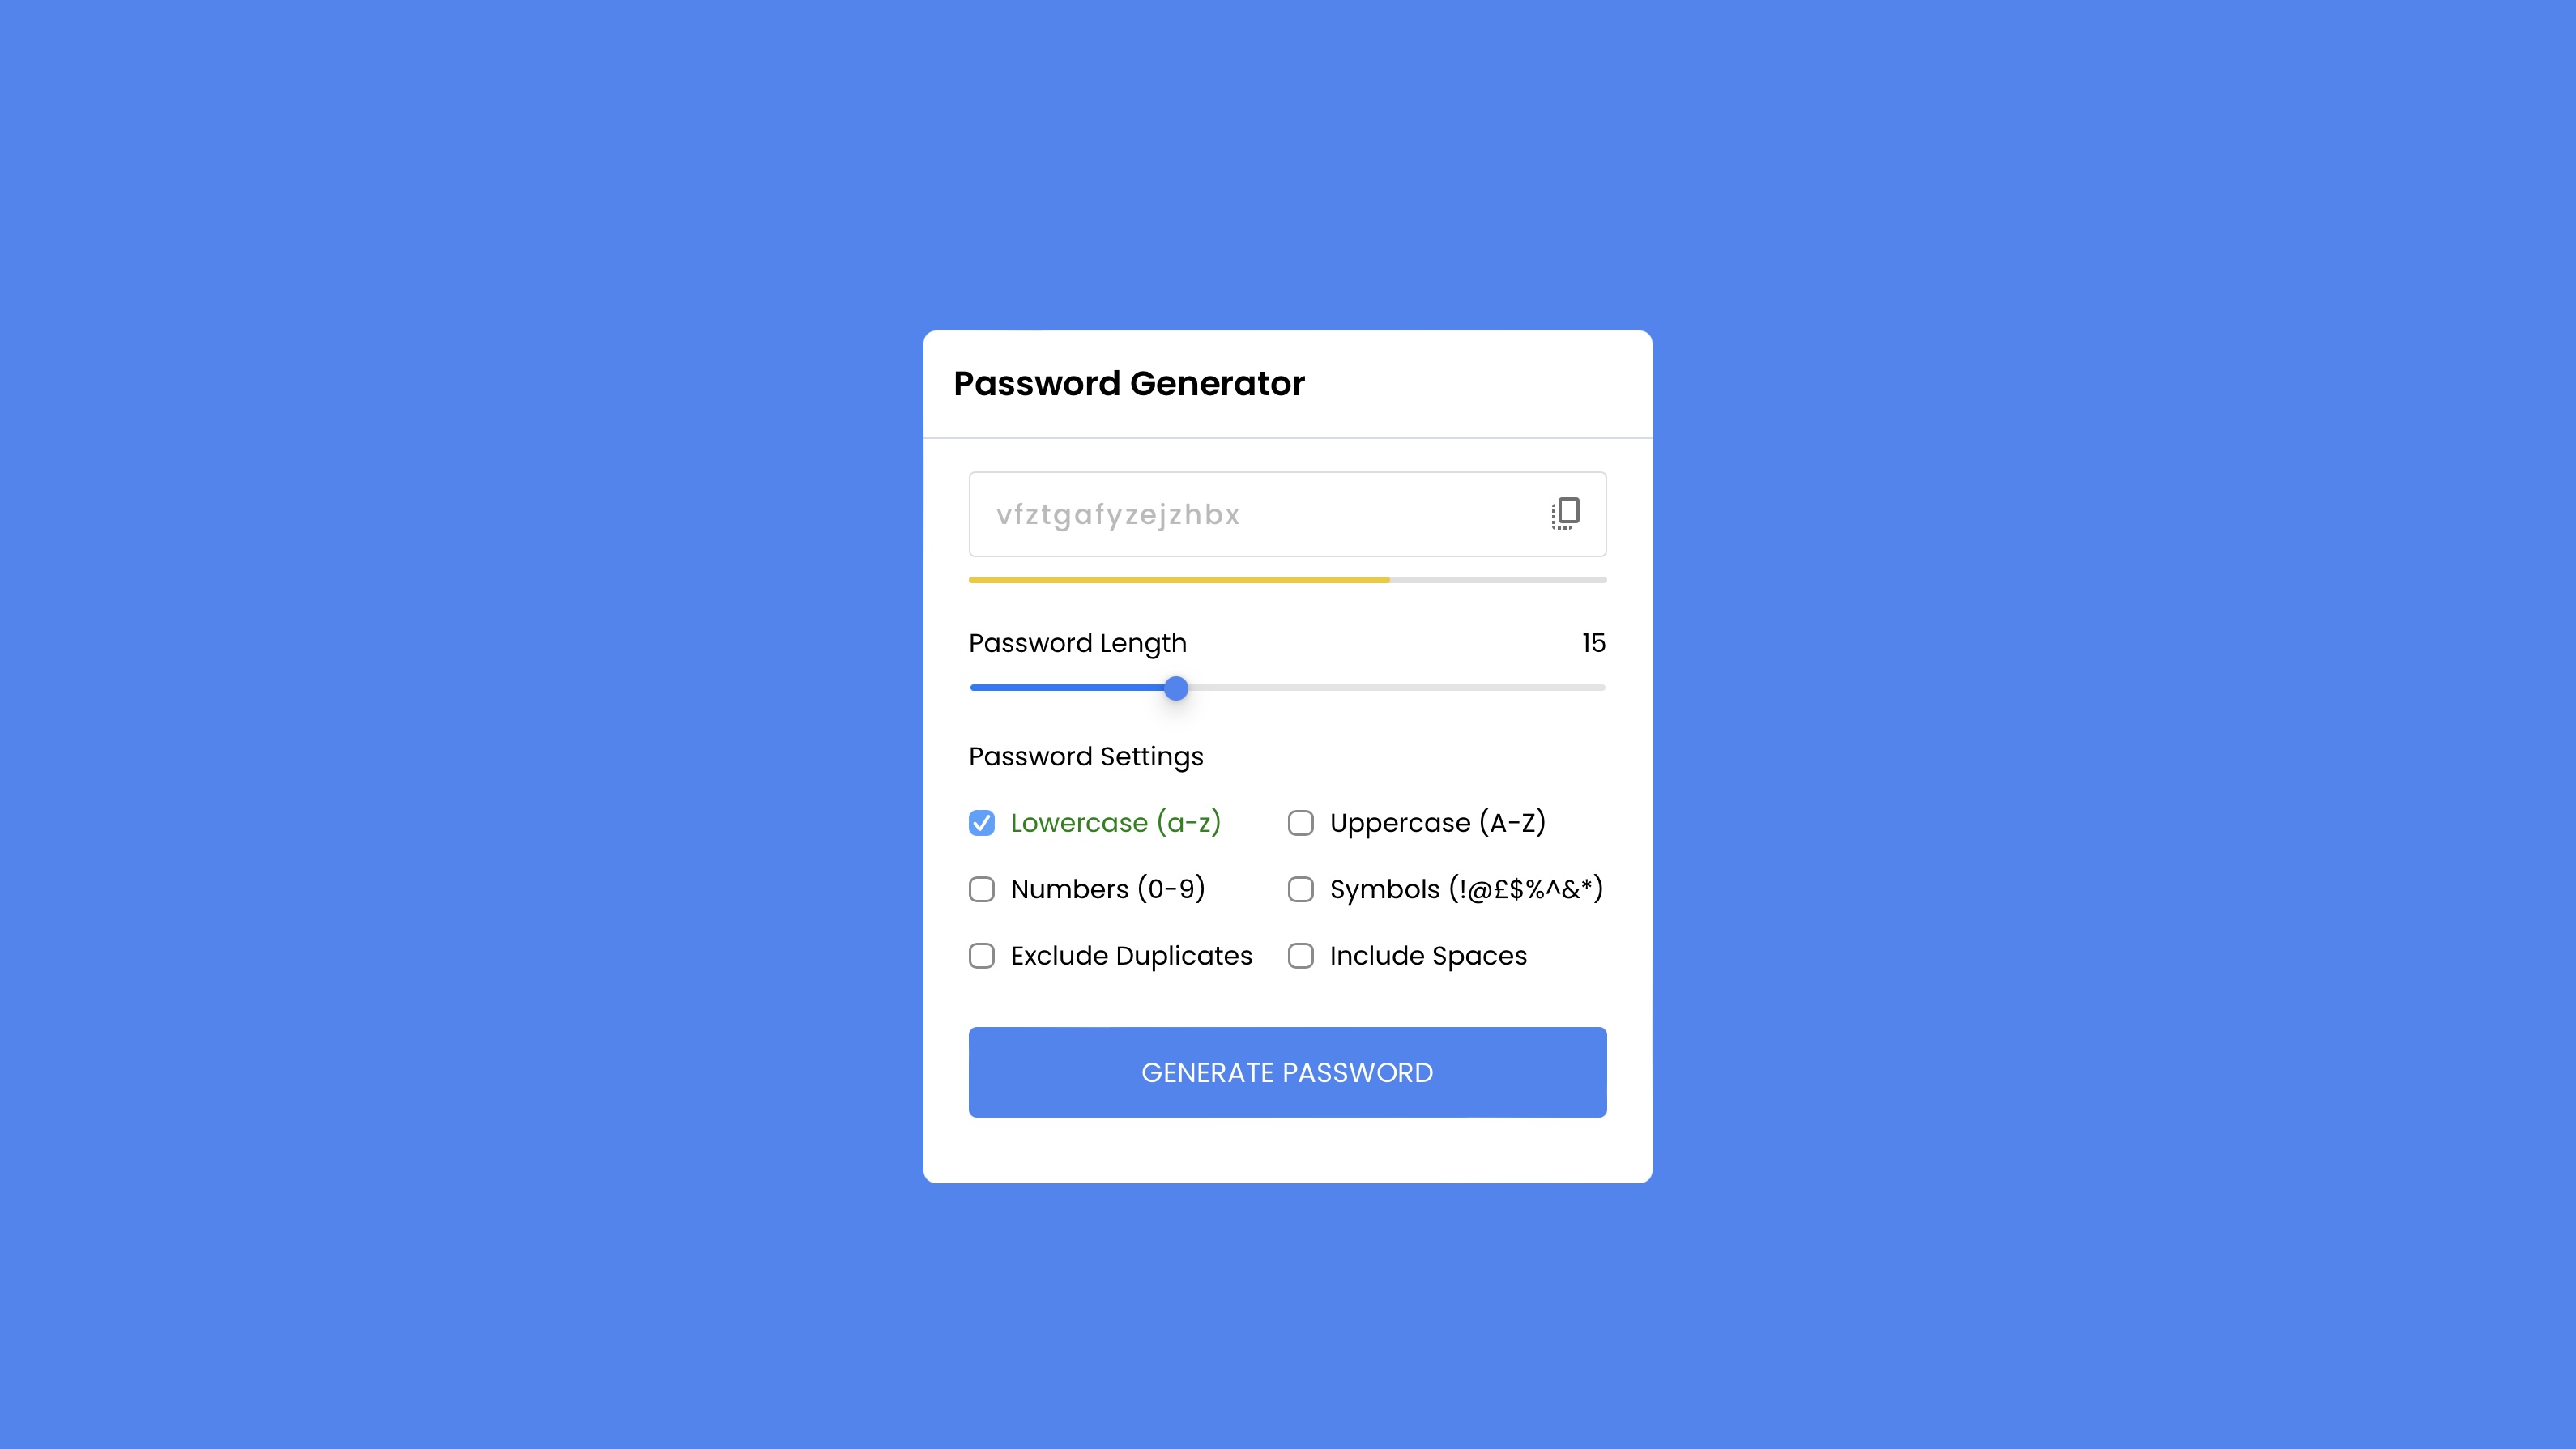 Password Generator
vfztgafyzejzhbx
Password Length 15
Password Settings
Lowercase (a-z) Uppercase (A-Z)
Numbers (0-9) Symbols (!@£$%^&*)
Exclude Duplicates Include Spaces
GENERATE PASSWORD